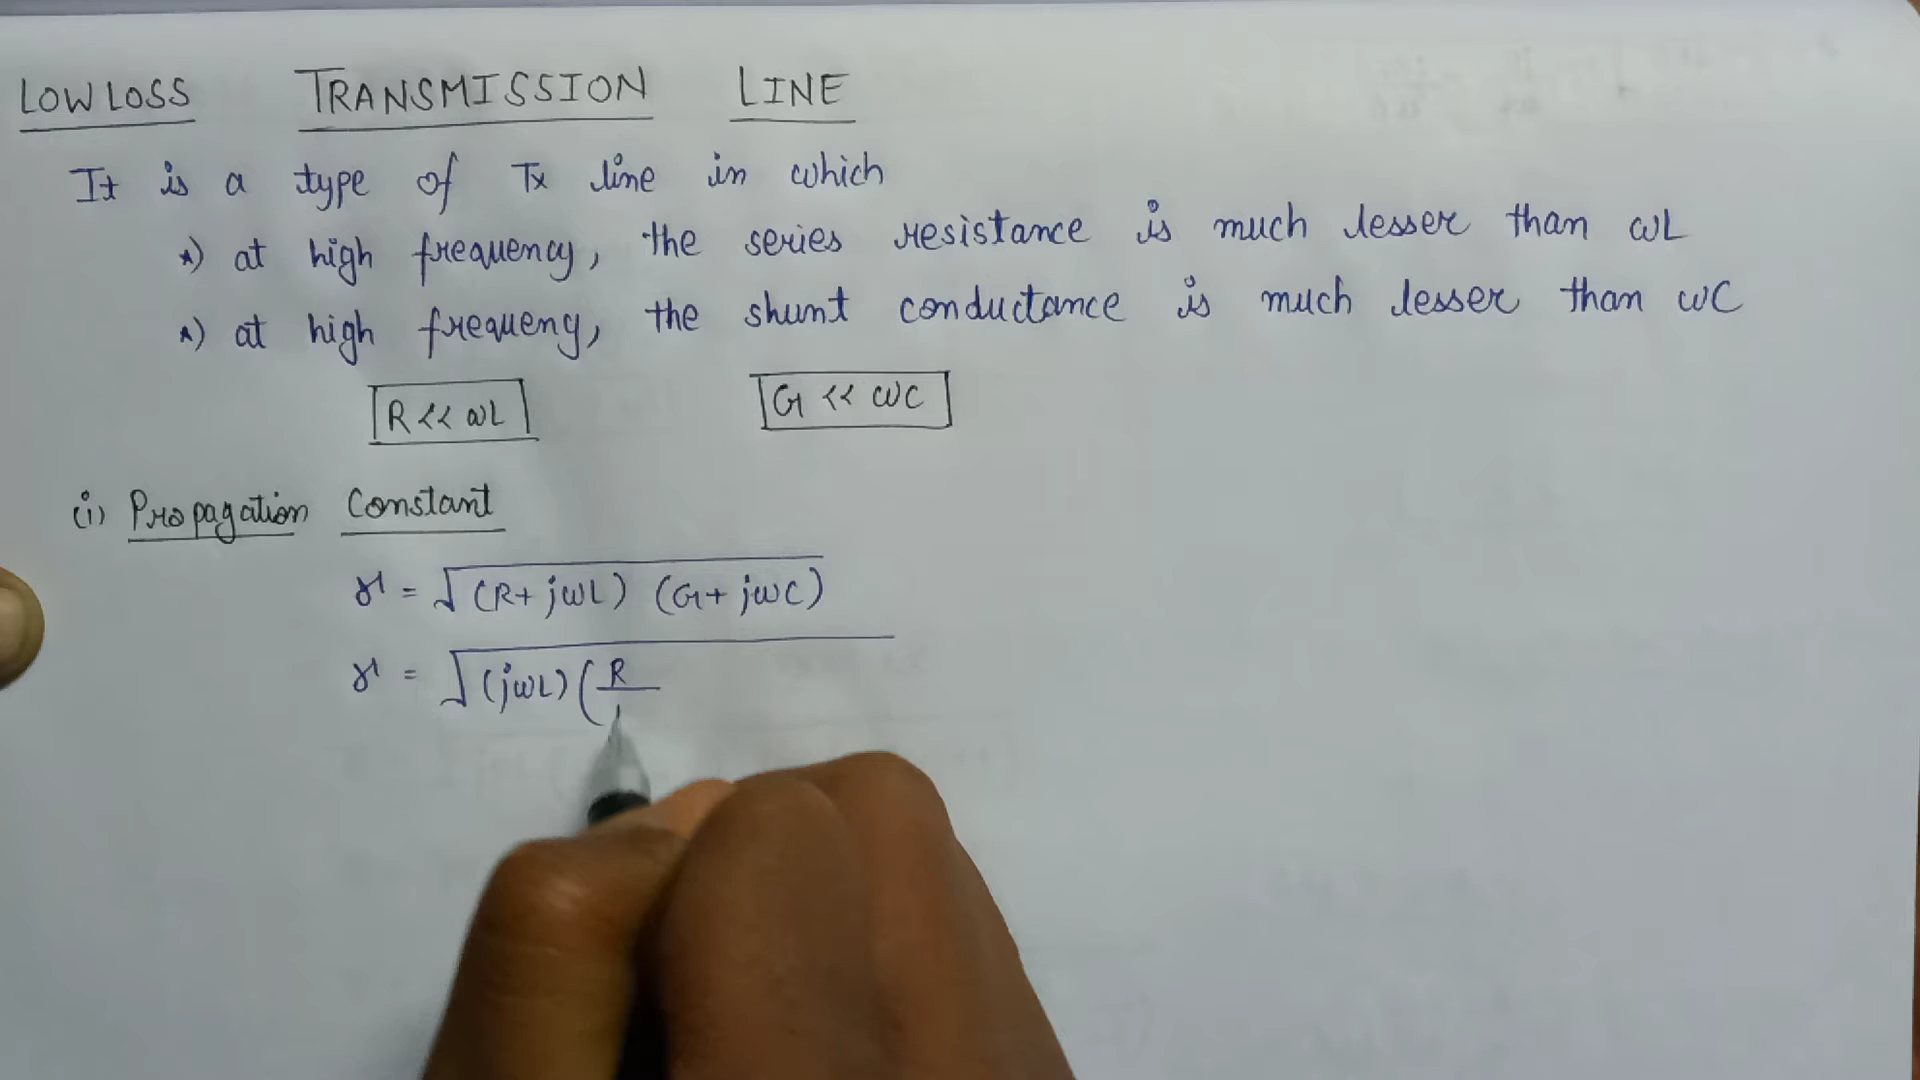 LOW LOSS TRANSMISSION LINE
It is a type of Tx line in which
*) at high frequency, the series resistance is much lesser than ωL
*) at high frequeny, the shunt conductance is much lesser than ωC
R << ωL G << ωC
(i) Propagation Constant
γ = √(R+jωL) (G+jωC)
γ = √(jωL)(R